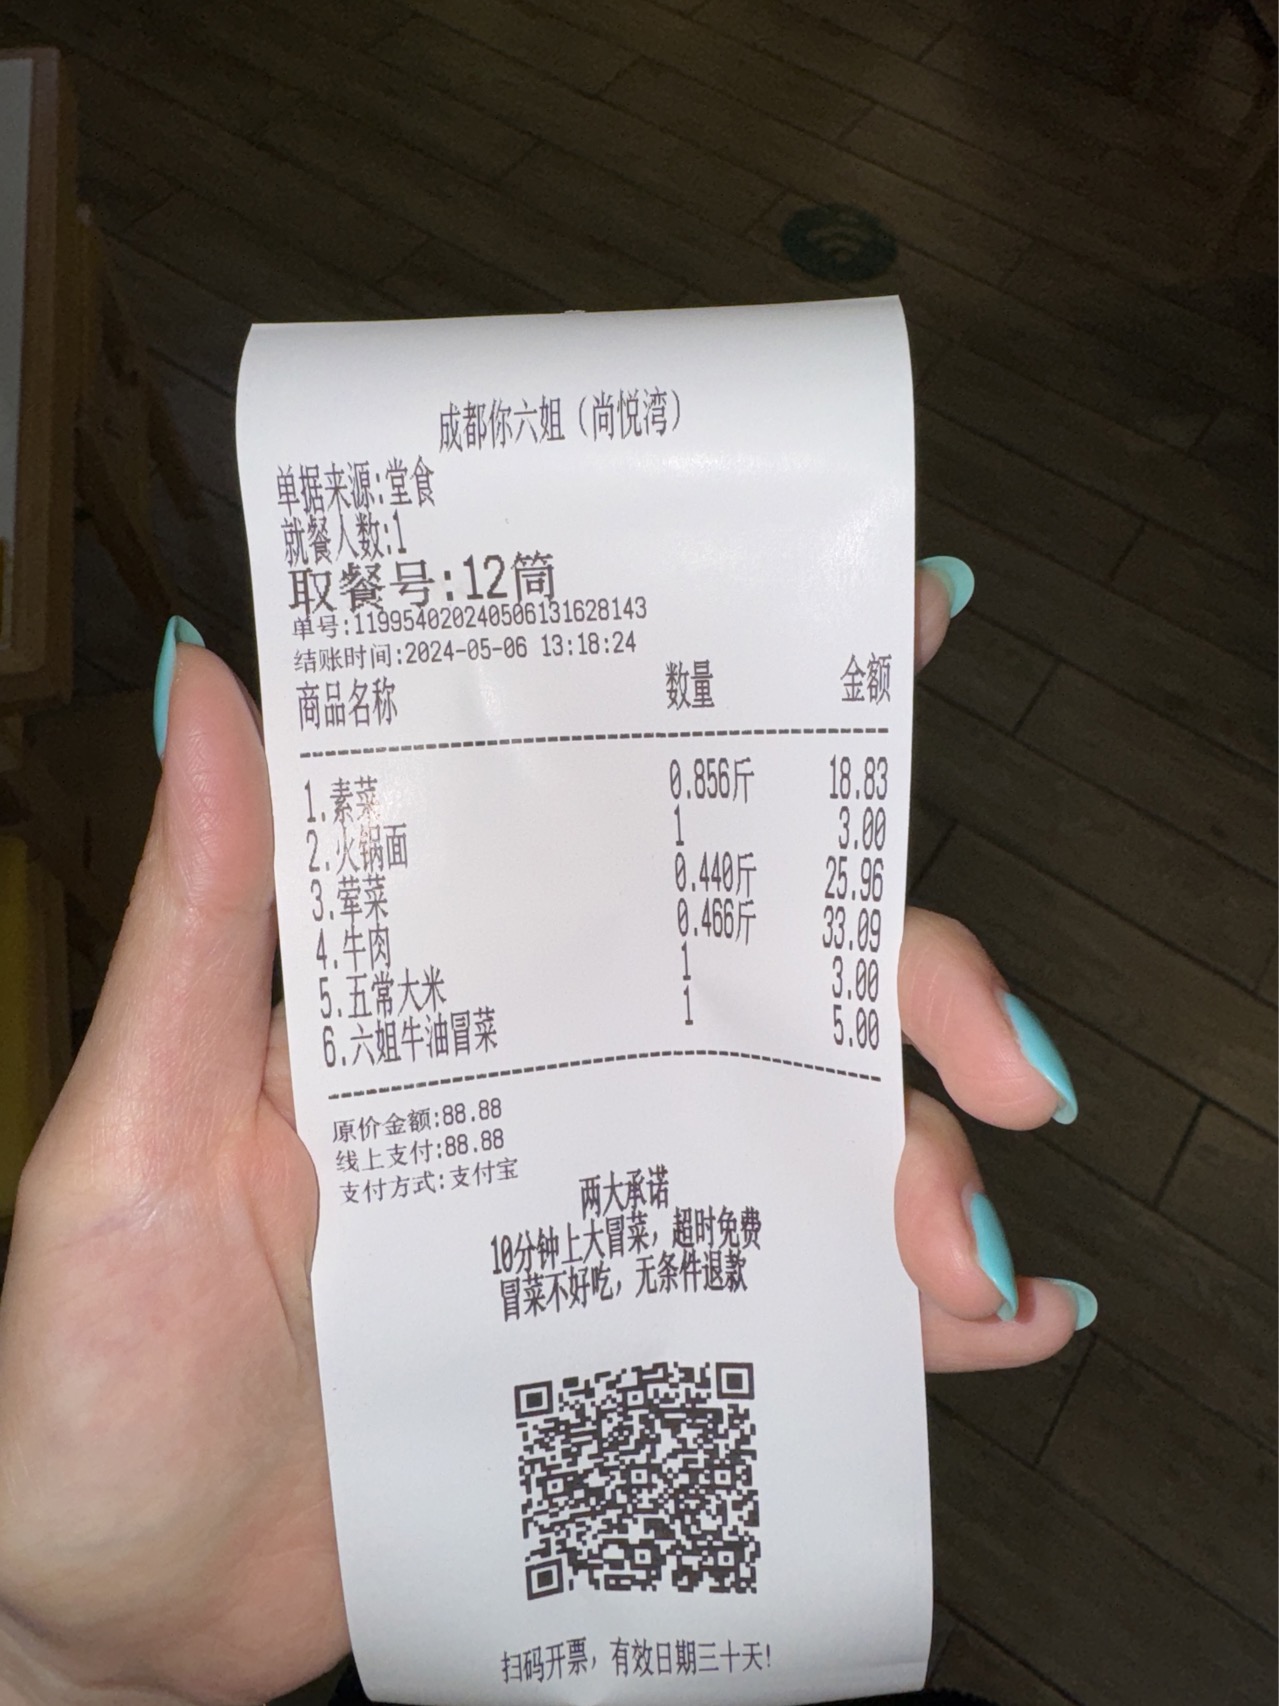 成都你六姐（尚悦湾）
单据来源:堂食
就餐人数:1
取餐号:12筒
单号:119954020240506131628143
结账时间:2024-05-06 13:18:24
商品名称 数量 金额
1.素菜 0.856斤 18.83
2.火锅面 1 3.00
3.荤菜 0.440斤 25.96
4.牛肉 0.466斤 33.09
5.五常大米 1 3.00
6.六姐牛油冒菜 1 5.00
原价金额:88.88
线上支付:88.88
支付方式:支付宝
两大承诺
10分钟上大冒菜，超时免费
冒菜不好吃，无条件退款
扫码开票，有效日期三十天!